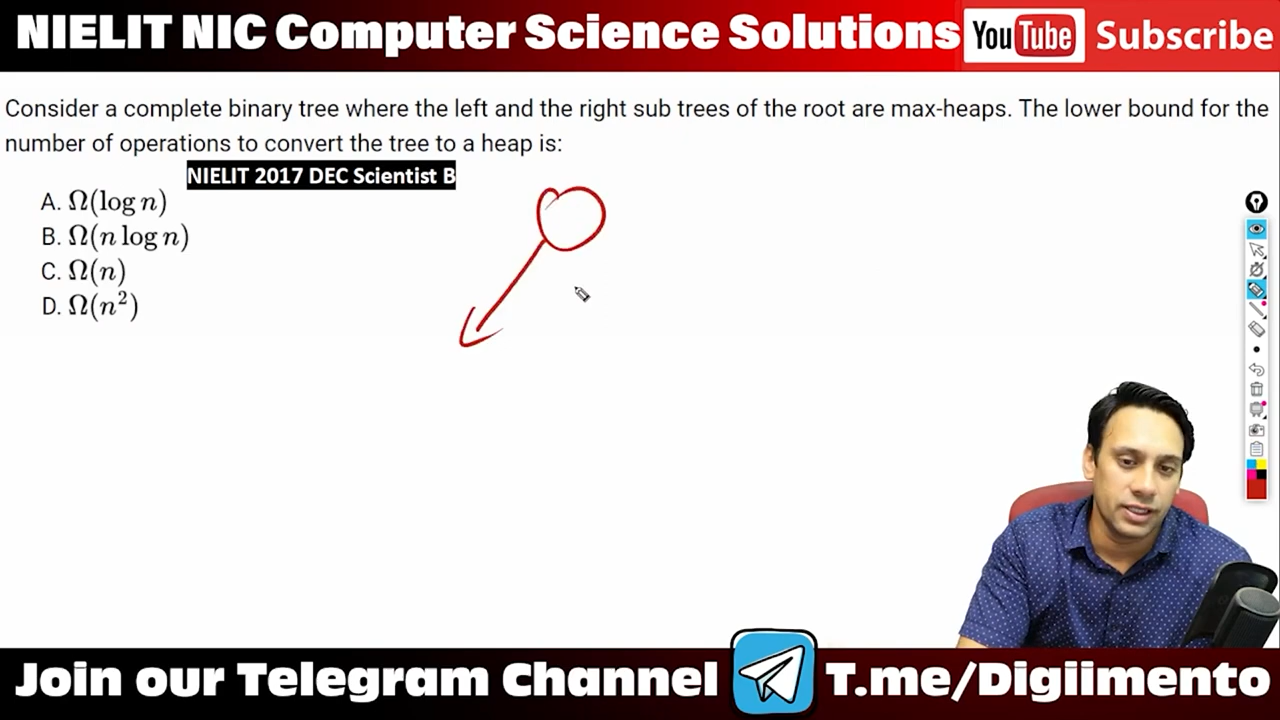 NIELIT NIC Computer Science Solutions
YouTube Subscribe
Consider a complete binary tree where the left and the right sub trees of the root are max-heaps. The lower bound for the
number of operations to convert the tree to a heap is:
NIELIT 2017 DEC Scientist B
A. Ω(log n)
B. Ω(n log n)
C. Ω(n)
D. Ω(n²)
Join our Telegram Channel T.me/Digiimento